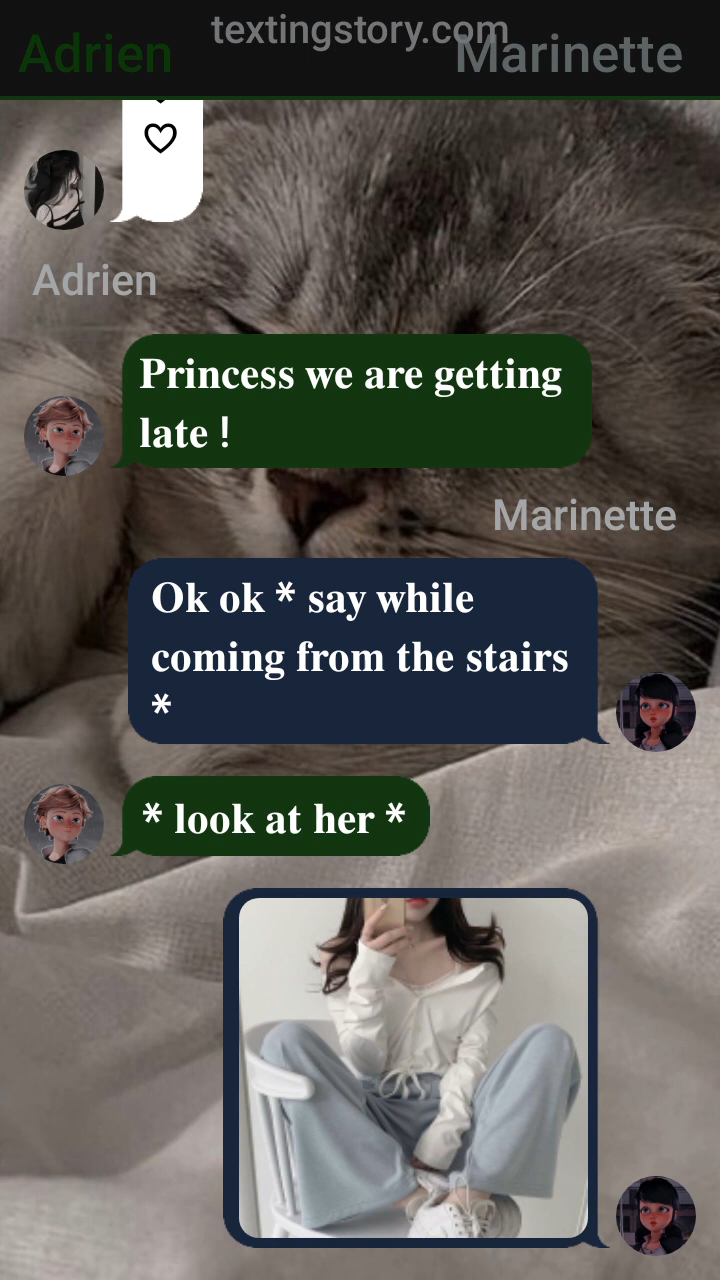 textingstory.com
Adrien Marinette
Adrien
Princess we are getting
late !
Marinette
Ok ok * say while
coming from the stairs
*
* look at her *